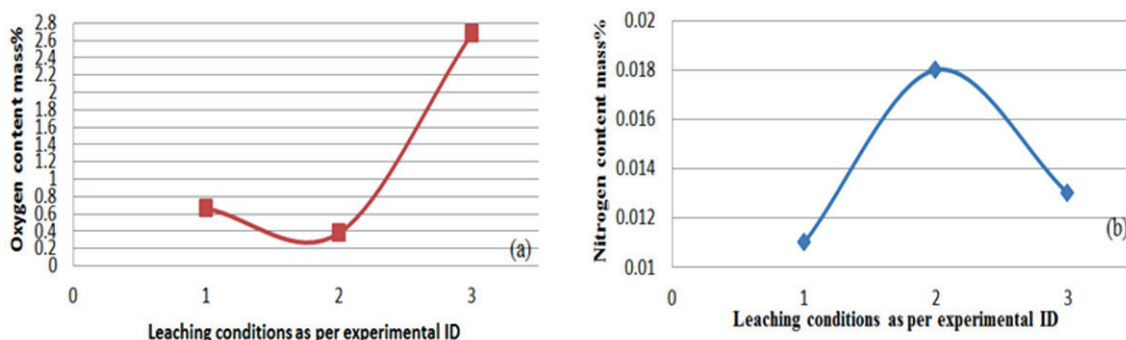 Oxygen content mass%
2.8
2.6
2.4
2.2
2
1.8
1.6
1.4
1.2
1
0.8
0.6
0.4
0.2
0
(a)
0 1 2 3
Leaching conditions as per experimental ID
Nitrogen content mass%
0.02
0.018
0.016
0.014
0.012
0.01
(b)
0 1 2 3
Leaching conditions as per experimental ID